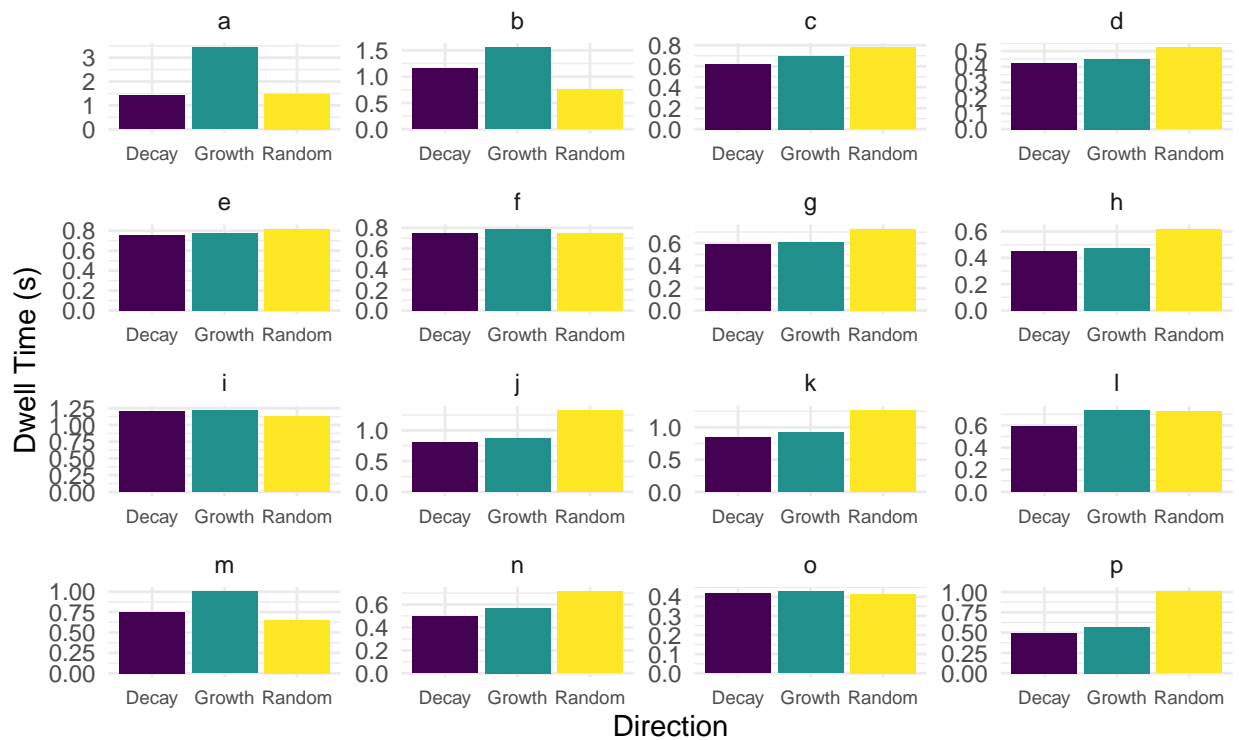 a b c d
3 1.5 0.8 0.5
2 1.0 0.6 0.4
1 0.5 0.4 0.3
0 0.0 0.2 0.2
0.0 0.1
0.0
Decay Growth Random Decay Growth Random Decay Growth Random Decay Growth Random
e f g h
0.8 0.8 0.6 0.6
0.6 0.6 0.4 0.4
0.4 0.4 0.2 0.2
0.2 0.2 0.0 0.0
0.0 0.0
Decay Growth Random Decay Growth Random Decay Growth Random Decay Growth Random
Dwell Time (s)
i j k l
1.25 1.0 1.0 0.6
1.00 0.5 0.5 0.4
0.75 0.0 0.0 0.2
0.50 0.0
0.25
0.00
Decay Growth Random Decay Growth Random Decay Growth Random Decay Growth Random
m n o p
1.00 0.6 0.4 1.00
0.75 0.4 0.3 0.75
0.50 0.2 0.2 0.50
0.25 0.0 0.1 0.25
0.00 0.0 0.00
Decay Growth Random Decay Growth Random Decay Growth Random Decay Growth Random
Direction